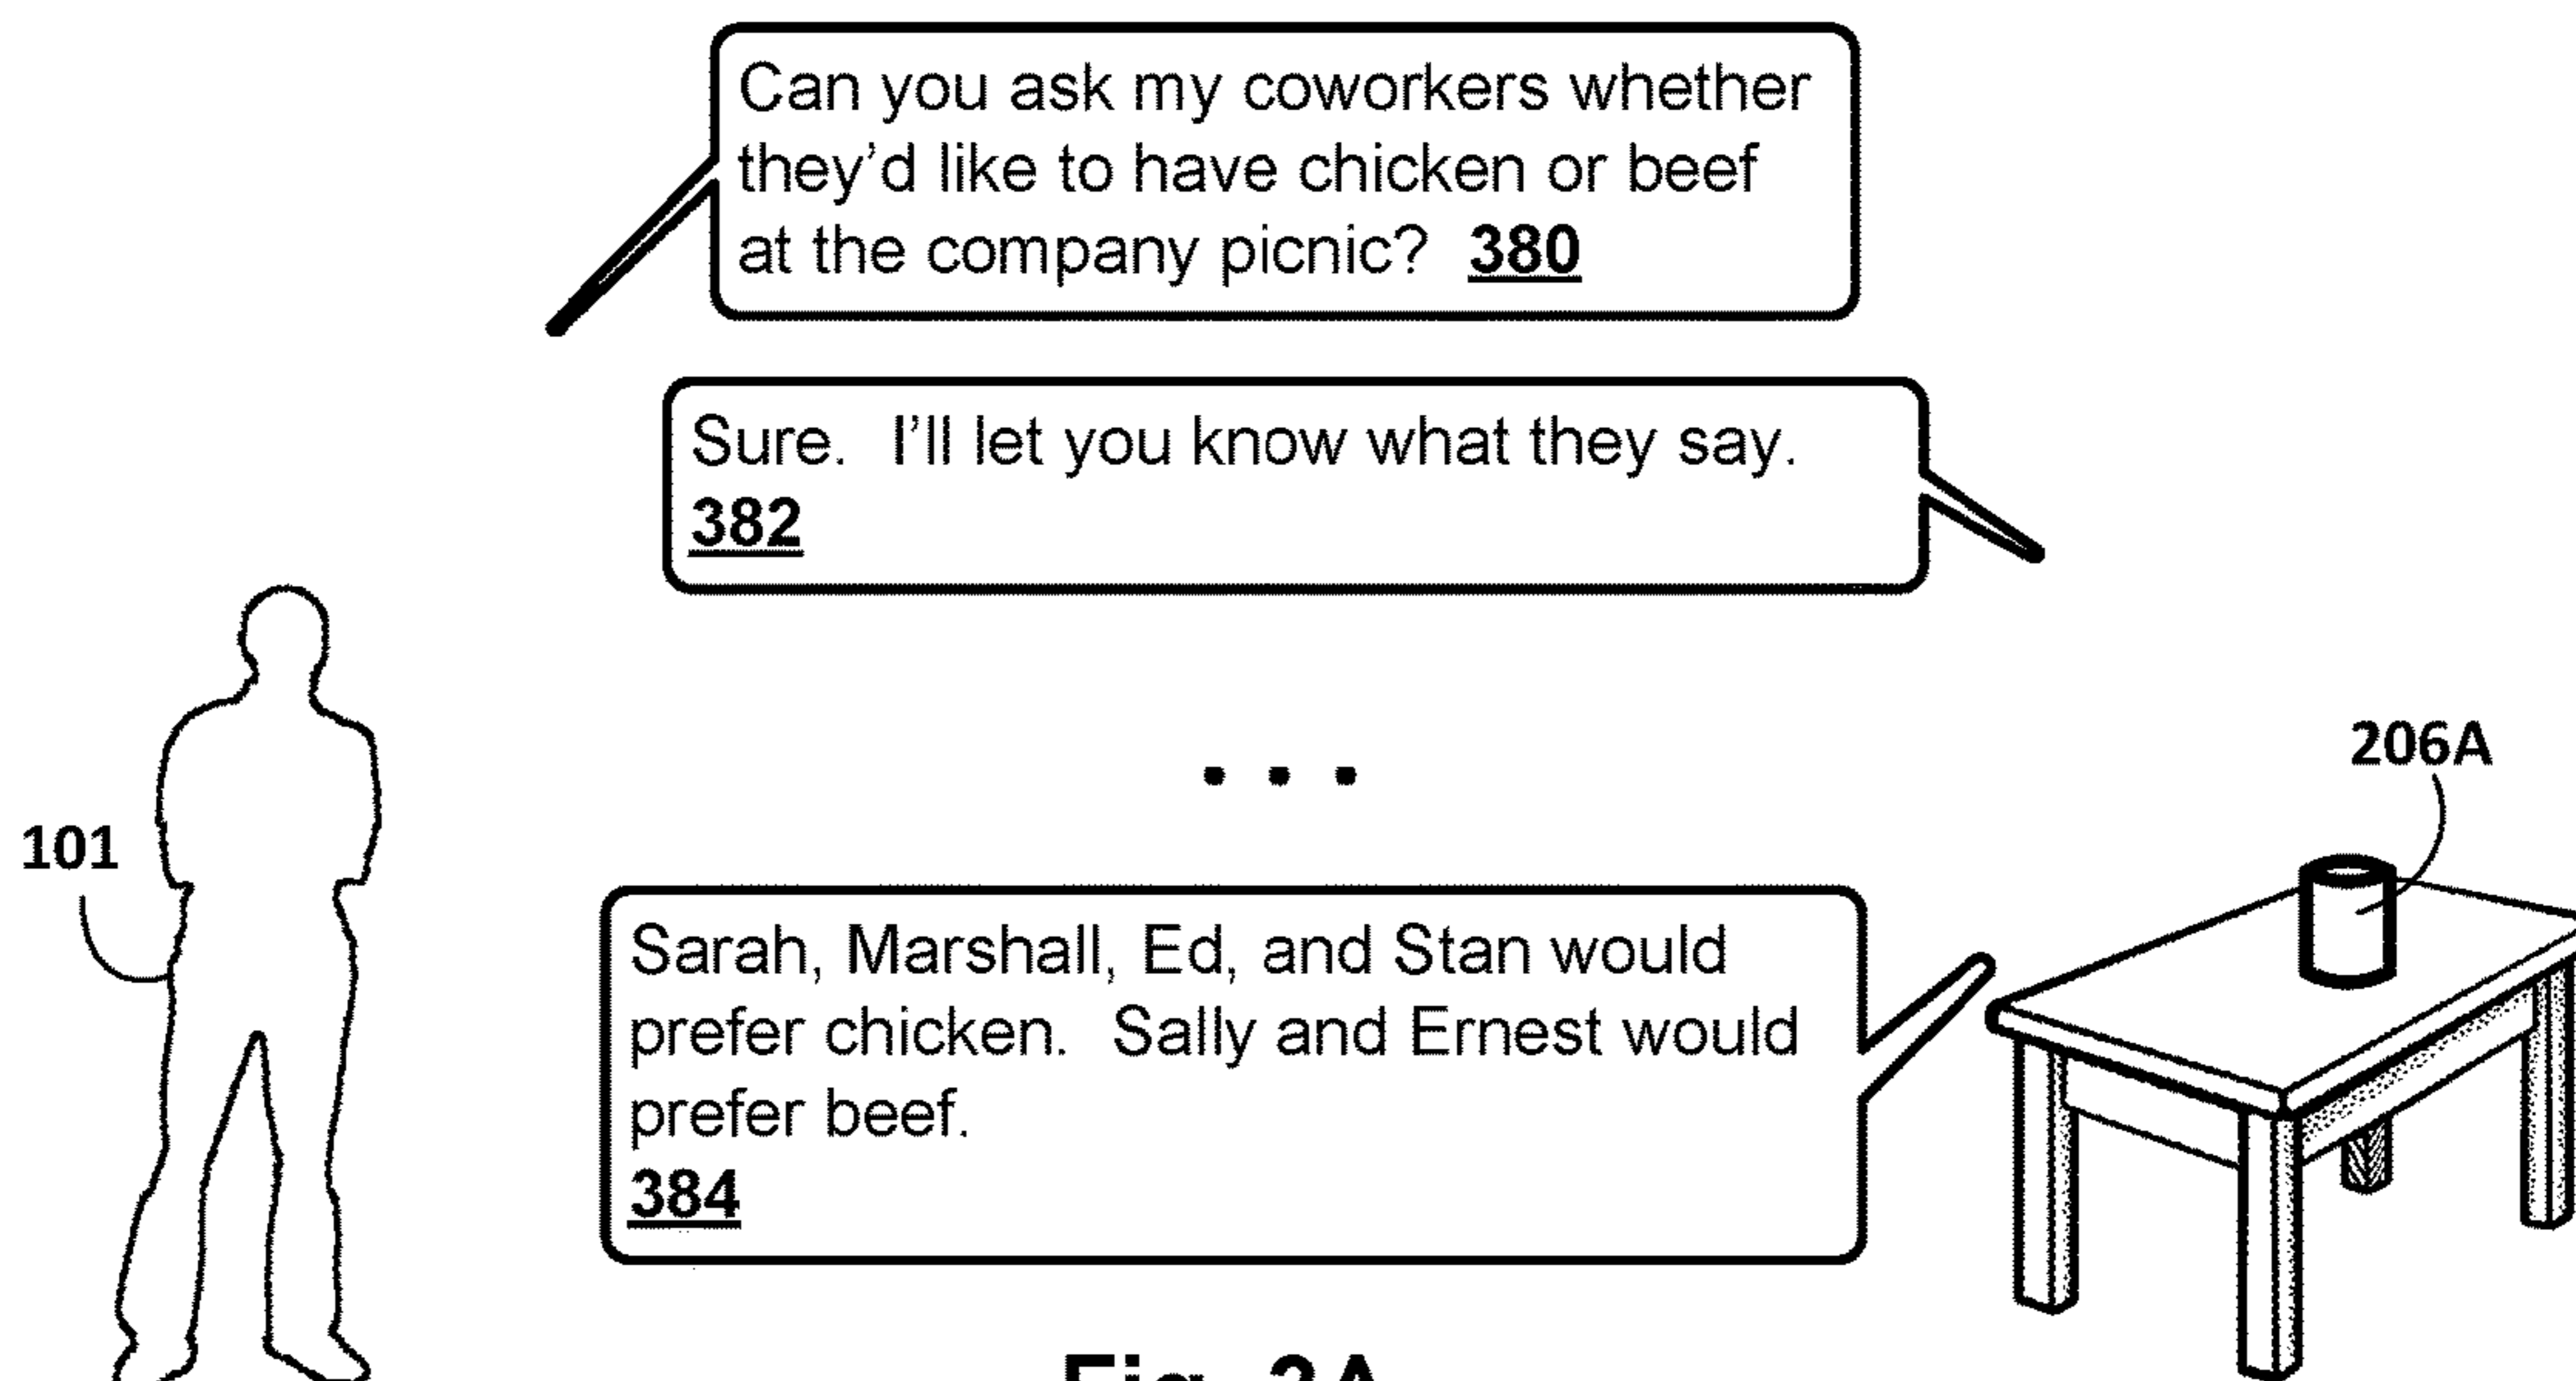 Can you ask my coworkers whether
they'd like to have chicken or beef
at the company picnic? 380
Sure. I'll let you know what they say.
382
. . .
206A
101
Sarah, Marshall, Ed, and Stan would
prefer chicken. Sally and Ernest would
prefer beef.
384